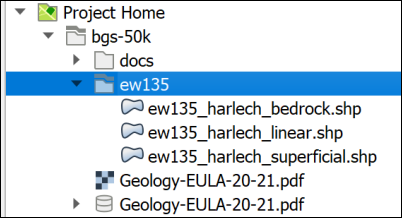 Project Home
bgs-50k
docs
ew135
ew135_harlech_bedrock.shp
ew135_harlech_linear.shp
ew135_harlech_superficial.shp
Geology-EULA-20-21.pdf
Geology-EULA-20-21.pdf